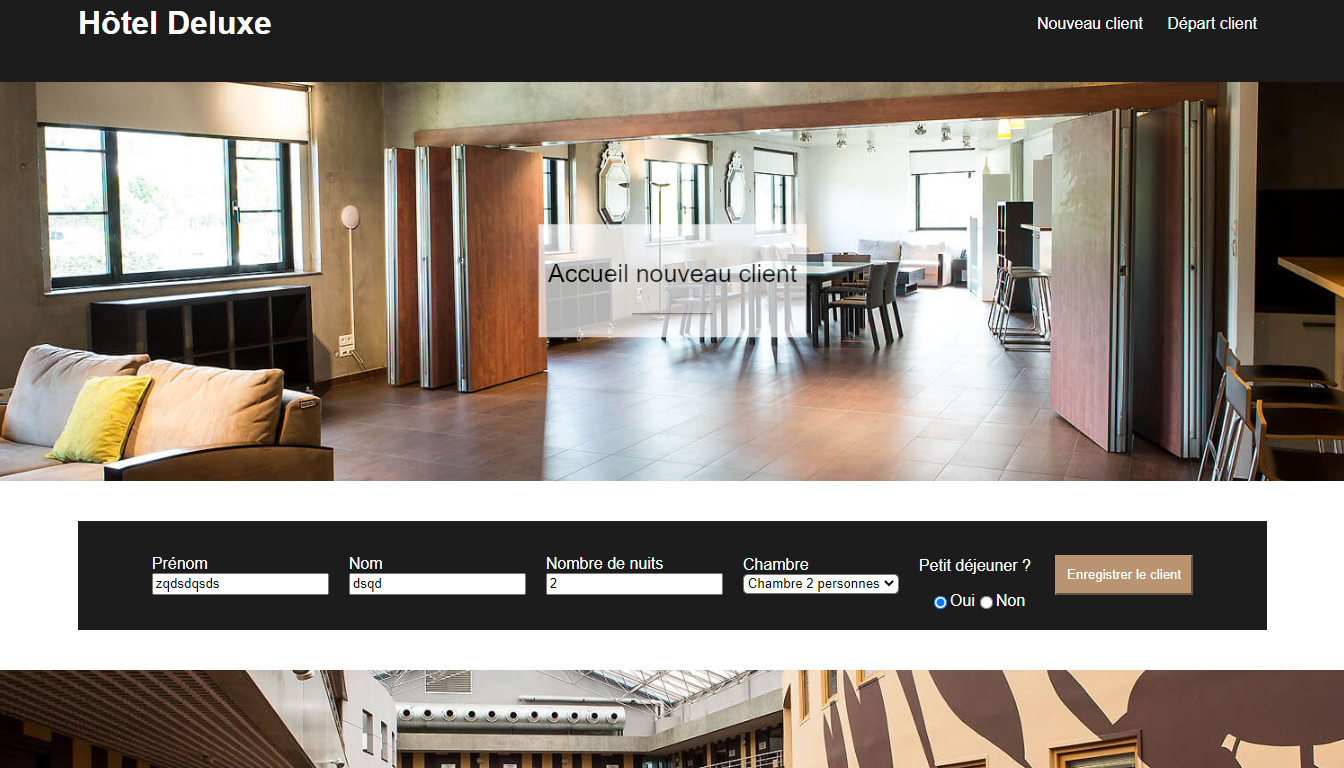 Hôtel Deluxe
Nouveau client Départ client
Accueil nouveau client
Prénom Nom Nombre de nuits Chambre Petit déjeuner ?
zqdsdqsds dsqd 2 Chambre 2 personnes Enregistrer le client
Oui Non